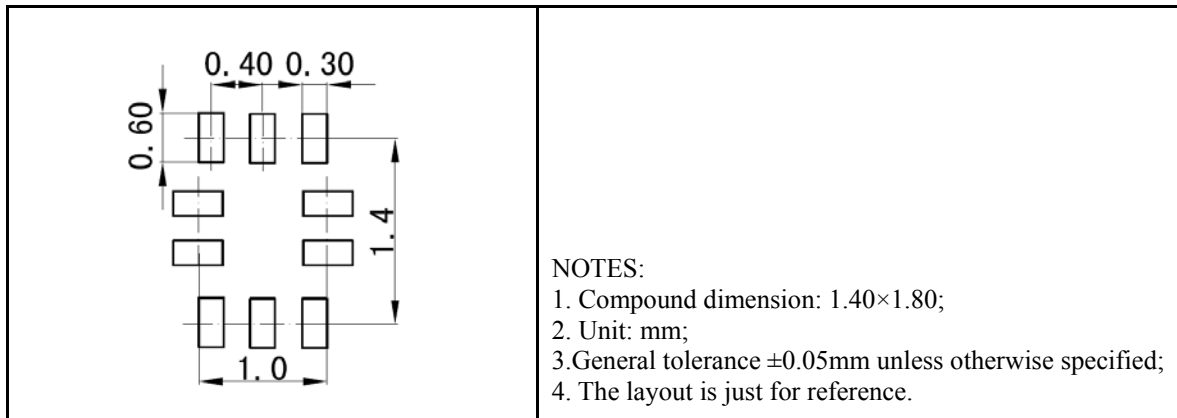 0.40 0.30
0.60
1.4
1.0
NOTES:
1. Compound dimension: 1.40×1.80;
2. Unit: mm;
3.General tolerance ±0.05mm unless otherwise specified;
4. The layout is just for reference.